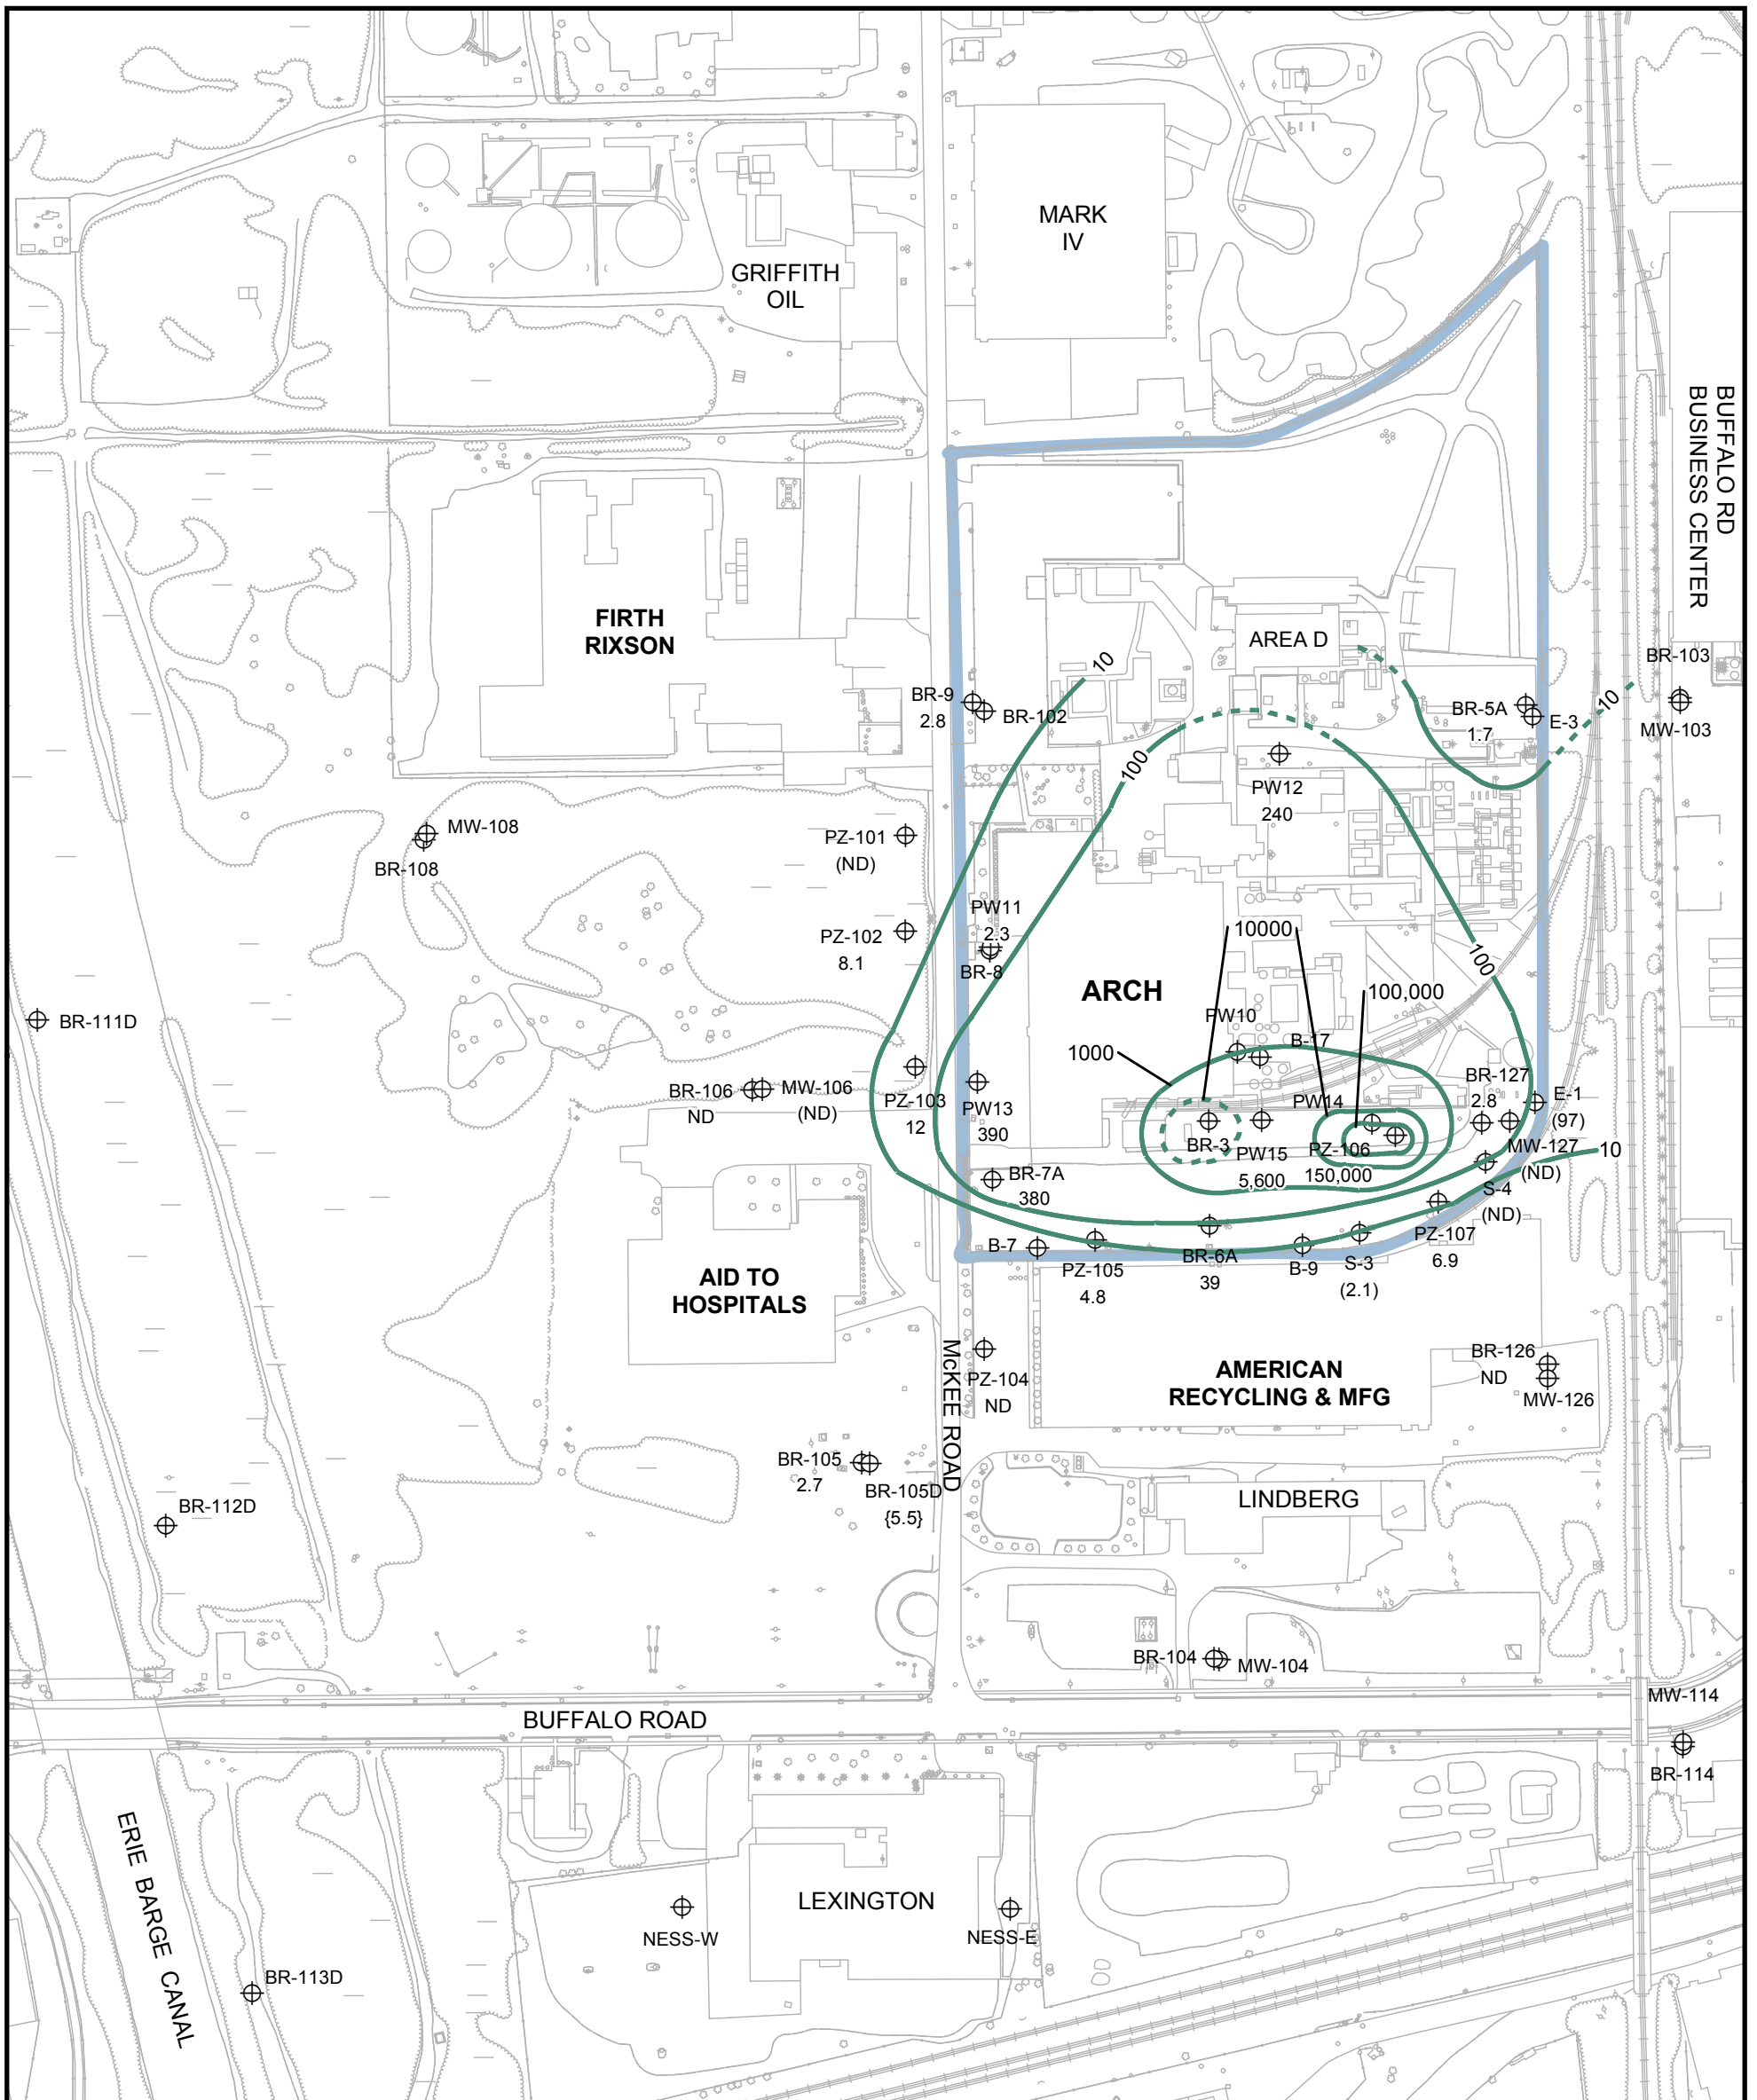 MARK
IV
GRIFFITH
OIL
BUFFALO RD
BUSINESS CENTER
FIRTH
RIXSON
AREA D
10
BR-103
MW-103
BR-9
2.8
BR-102
BR-5A
1.7
E-3
10
100
PW12
240
MW-108
BR-108
PZ-101
(ND)
PW11
2.3
BR-8
PZ-102
8.1
10000
100
ARCH
100,000
BR-111D
PW10
B-17
1000
BR-106
ND
MW-106
(ND)
PZ-103
12
PW13
390
BR-127
2.8
E-1
(97)
PW14
BR-3
PW15
5,600
PZ-106
150,000
MW-127
(ND)
10
BR-7A
380
S-4
(ND)
B-7
PZ-105
4.8
BR-6A
39
B-9
S-3
(2.1)
PZ-107
6.9
AID TO
HOSPITALS
McKEE ROAD
PZ-104
ND
AMERICAN
RECYCLING & MFG
BR-126
ND
MW-126
BR-105
2.7
BR-105D
{5.5}
LINDBERG
BR-112D
BR-104
MW-104
MW-114
BUFFALO ROAD
BR-114
ERIE BARGE CANAL
LEXINGTON
NESS-W
NESS-E
BR-113D